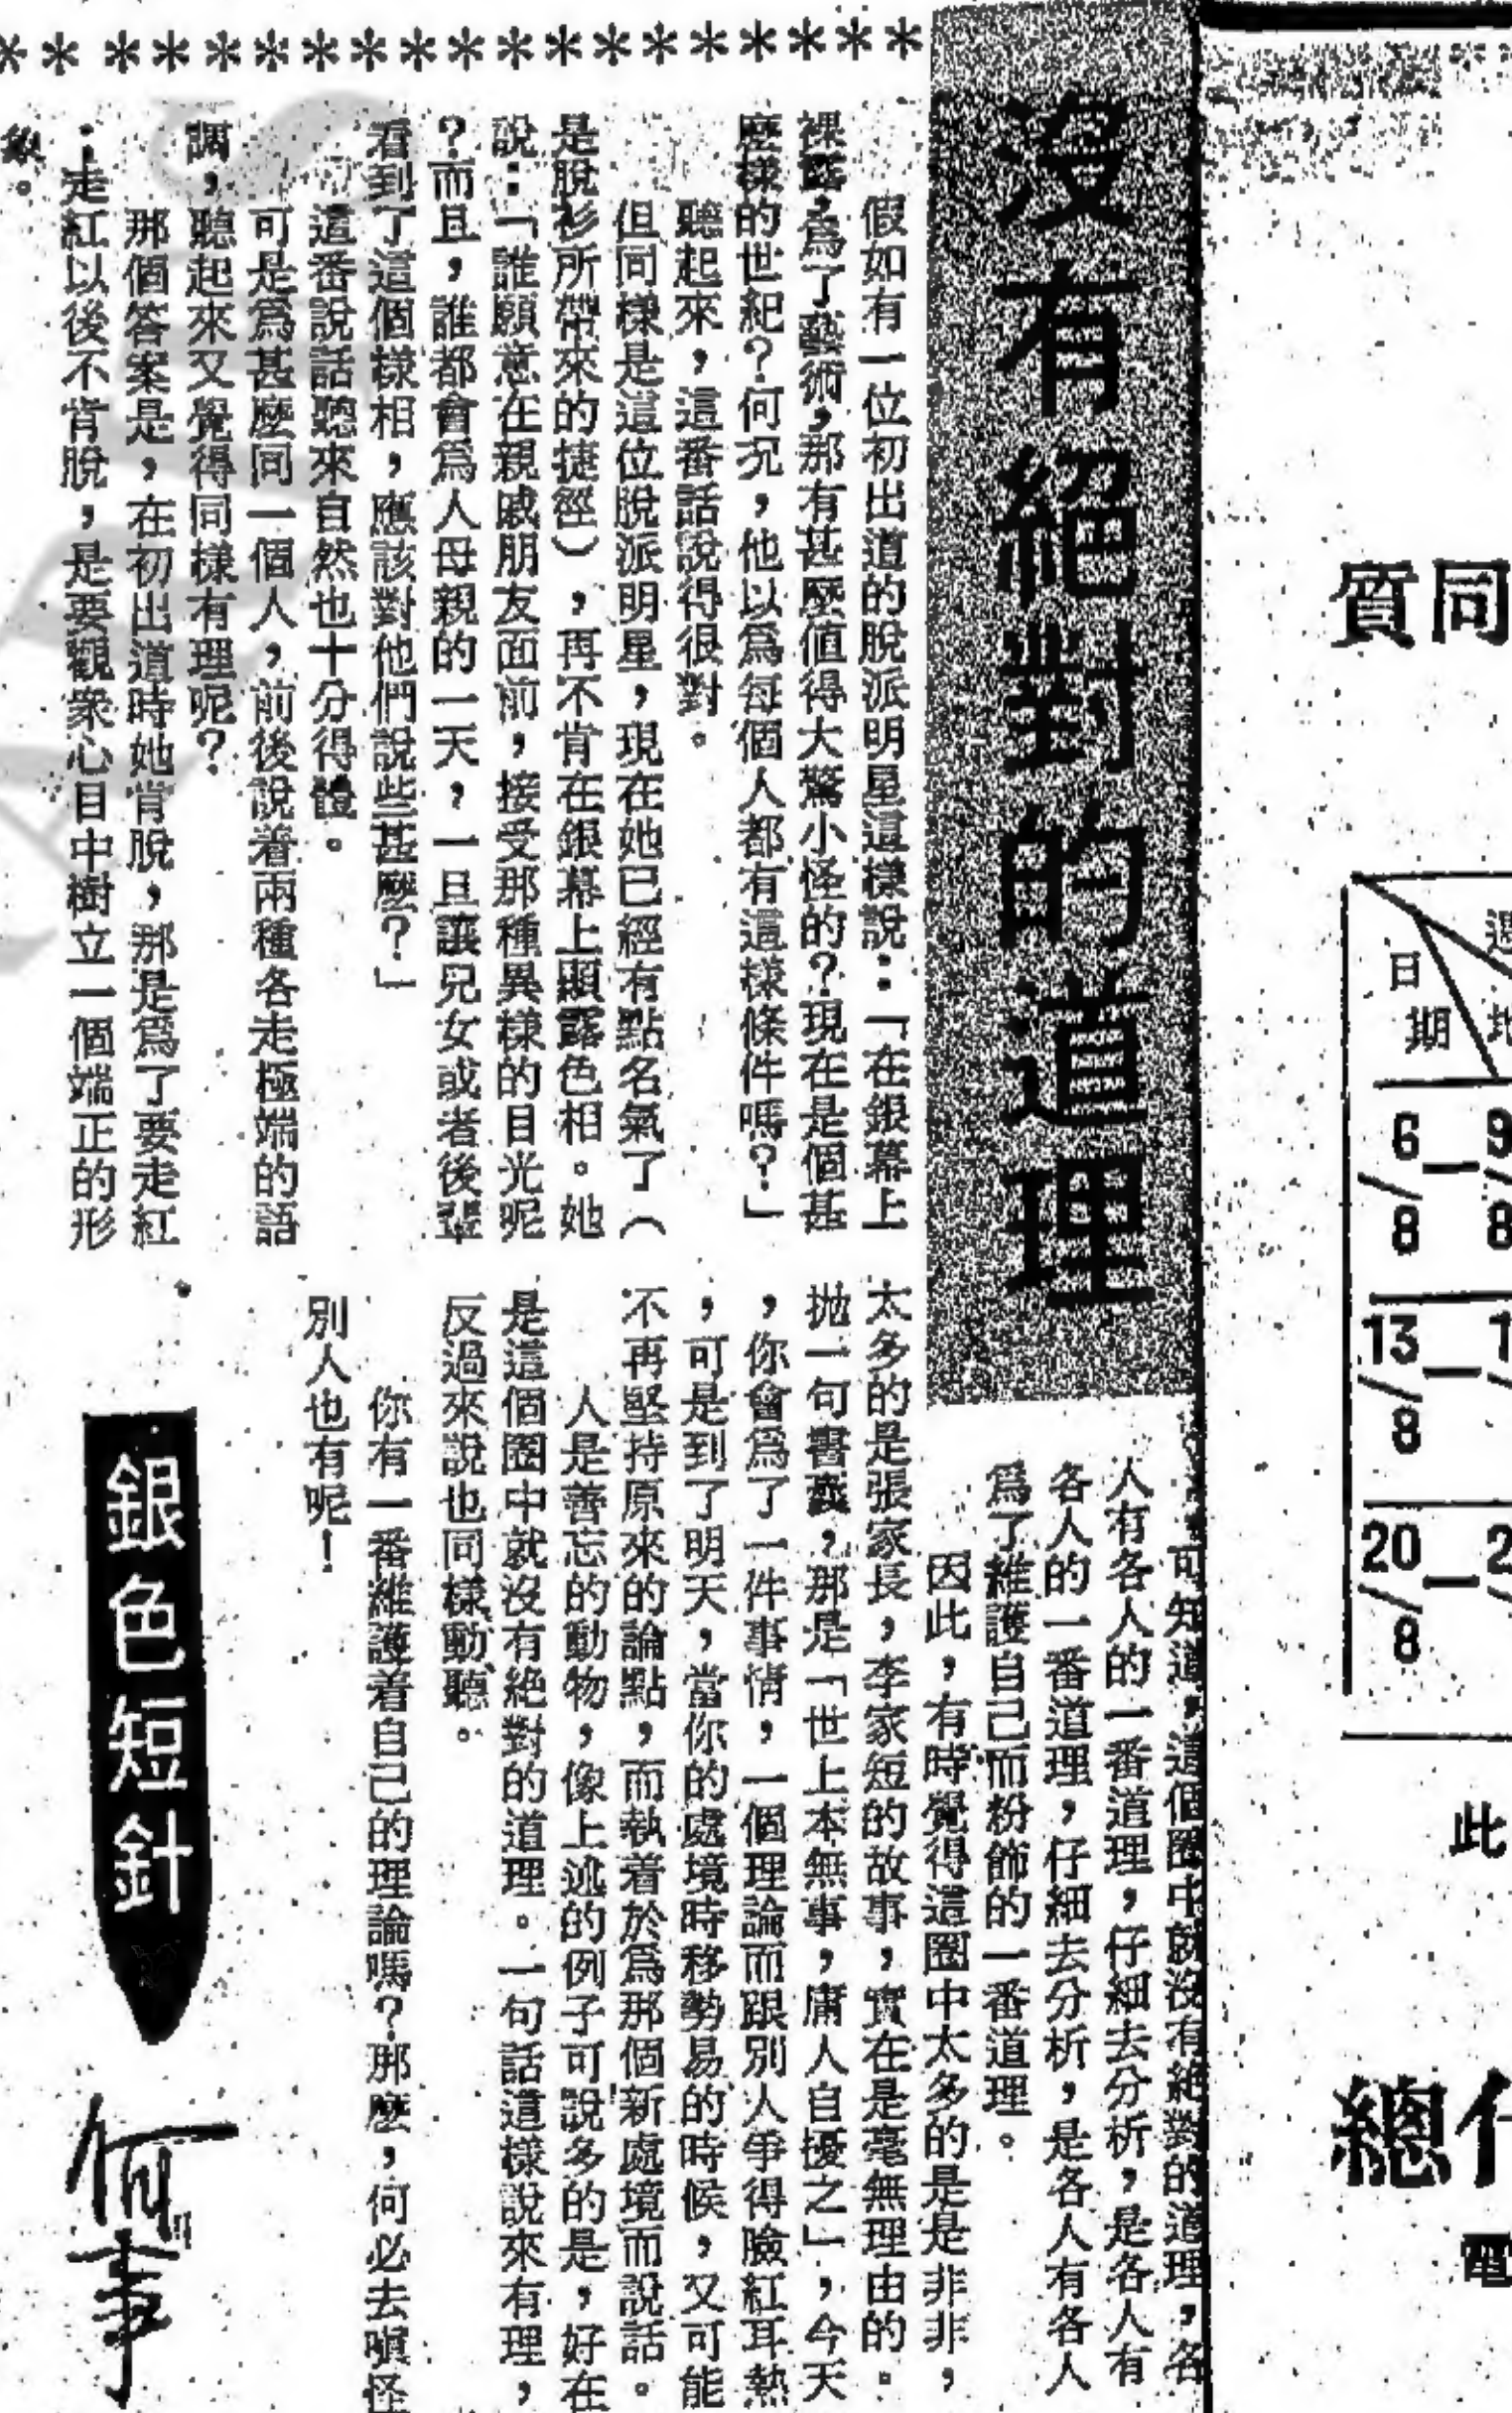 沒有絕對的道理
假如有一位初出道的脫派明星這樣說:「在銀幕上
裸露,爲了藝術,那有甚麼值得大驚小怪的?現在是個甚
麼樣的世紀?何況,他以爲每個人都有這樣條件嗎?」
聽起來,這番話說得很對。
但同樣是這位脫派明星,現在她已經有點名氣了(
是脫衫所帶來的捷徑),再不肯在銀幕上顯露色相。她
說:「誰願意在親戚朋友面前,接受那種異樣的目光呢
?而且,誰都會爲人母親的一天,一旦讓兒女或者後輩
看到了這個樣相,應該對他們說些甚麼?」
這番說話聽來自然也十分得體。
可是爲甚麼同一個人,前後說着兩種各走極端的語
調,聽起來又覺得同樣有理呢?
那個答案是,在初出道時她肯脫,那是爲了要走紅
;走紅以後不肯脫,是要觀衆心目中樹立一個端正的形
象。
可知道,這個圈中就沒有絕對的道理,各
人有各人的一番道理,仔細去分析,是各人有
各人的一番道理,仔細去分析,是各人有各人
爲了維護自己而粉飾的一番道理。
因此,有時覺得這圈中太多的是是非非,
太多的是張家長,李家短的故事,實在是毫無理由的。
拋一句書囊,那是「世上本無事,庸人自擾之」,今天
,你會爲了一件事情,一個理論而跟別人爭得臉紅耳熱
,可是到了明天,當你的處境時移勢易的時候,又可能
不再堅持原來的論點,而執着於爲那個新處境而說話。
人是善忘的動物,像上述的例子可說多的是,好在
是這個圈中就沒有絕對的道理。一句話這樣說來有理,
反過來說也同樣動聽。
你有一番維護着自己的理論嗎?那麼,何必去嗔怪
別人也有呢!
銀色短針
何事
質同
日期
6/8—9/8
13/8—1
20/8—2
此
總
電